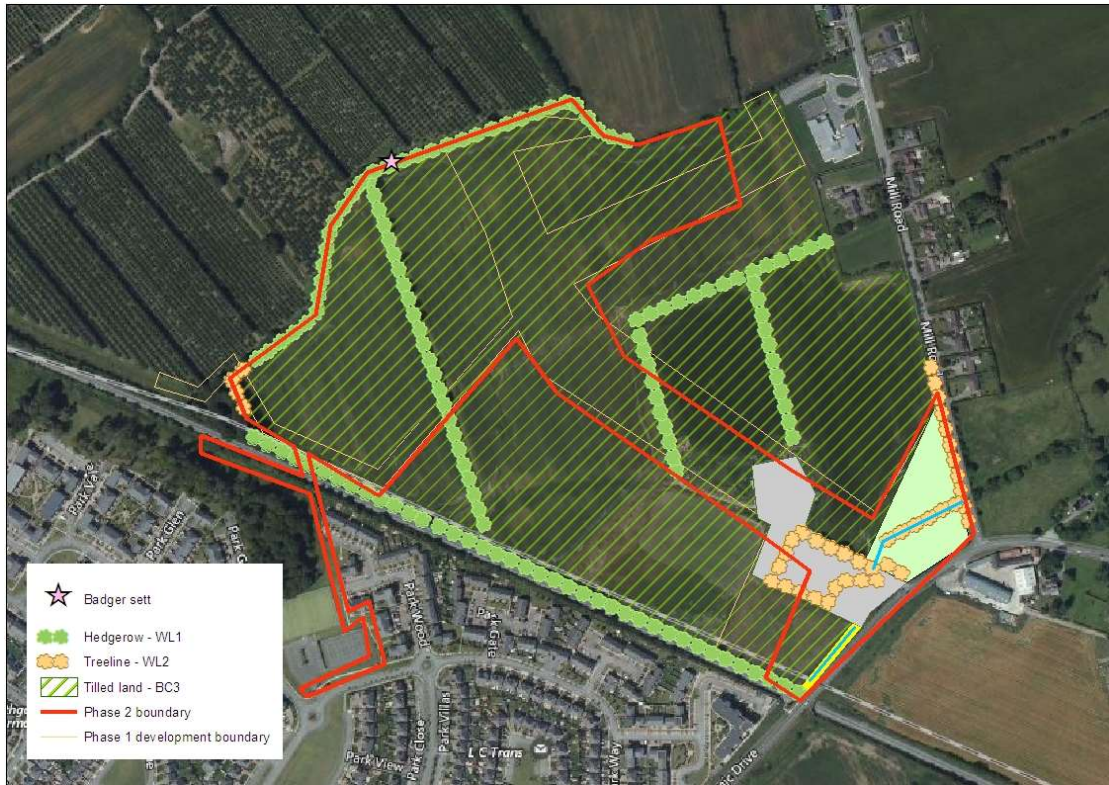 Mill Road
Mill Road
Park Vale
Park Glen
Park Wood
Park Gate
Park Close
Park Villas
Park View
L C Trans
Park Way
Drive
Badger sett
Hedgerow - WL1
Treeline - WL2
Tilled land - BC3
Phase 2 boundary
Phase 1 development boundary